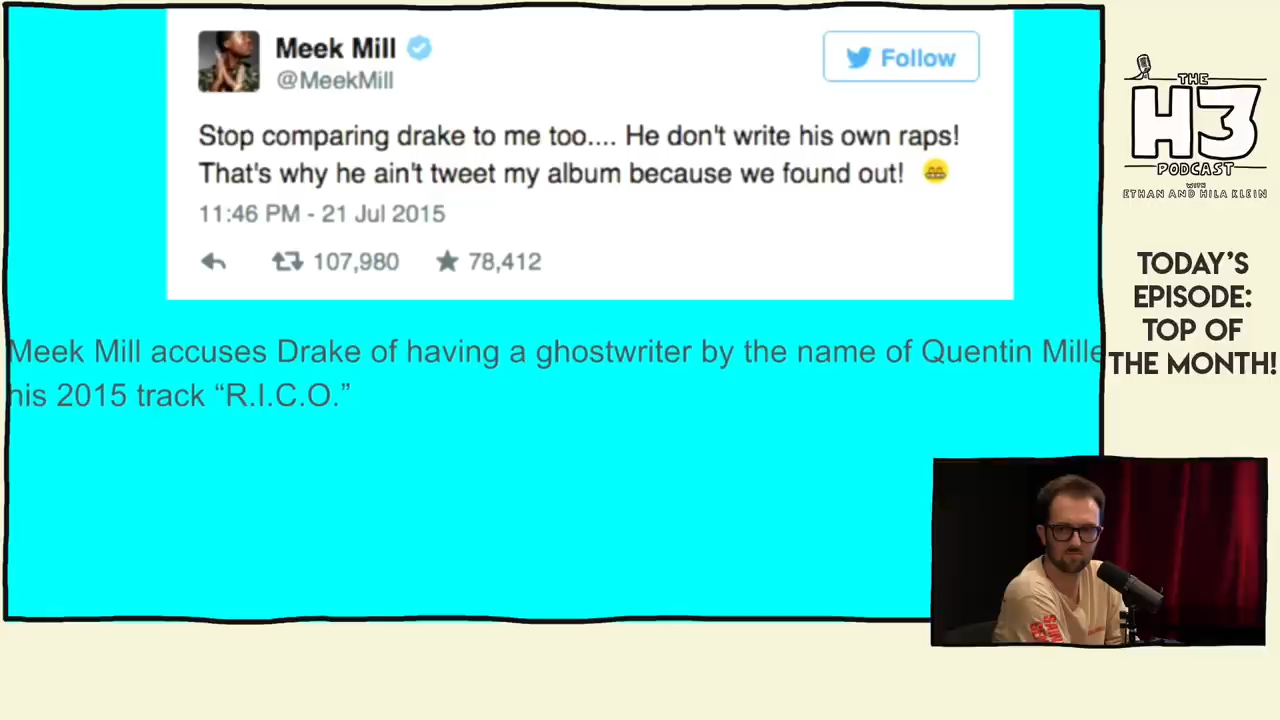 Meek Mill
@MeekMill
Follow
Stop comparing drake to me too.... He don't write his own raps!
That's why he ain't tweet my album because we found out! 😁
11:46 PM - 21 Jul 2015
107,980 78,412
Meek Mill accuses Drake of having a ghostwriter by the name of Quentin Mille
his 2015 track “R.I.C.O.”
THE
H3
PODCAST
WITH
ETHAN AND HILA KLEIN
TODAY'S
EPISODE:
TOP OF
THE MONTH!